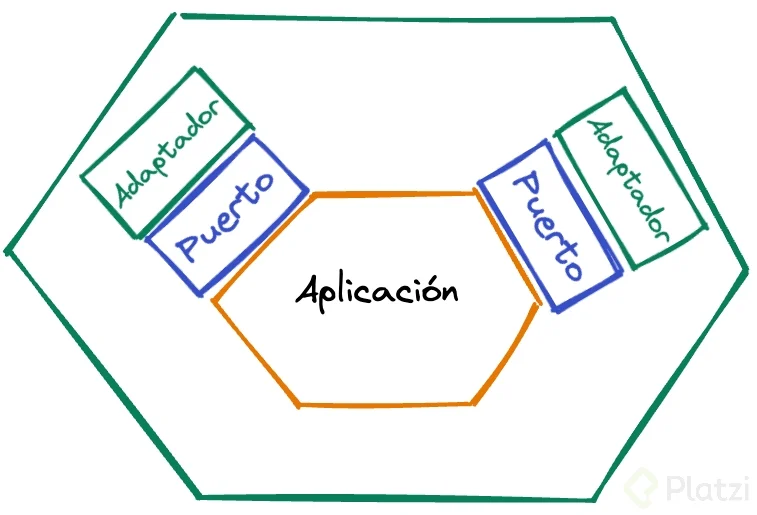 Adaptador
Puerto
Puerto
Adaptador
Aplicación
Platzi